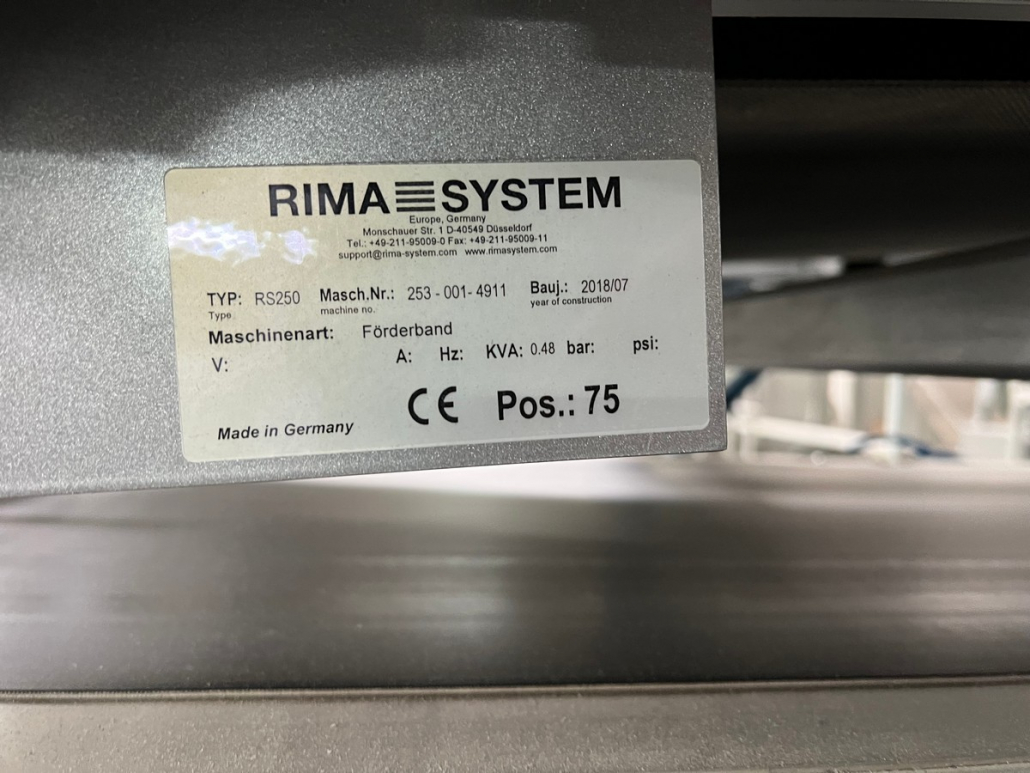 RIMA SYSTEM
Europe, Germany
Monschauer Str. 1 D-40549 Düsseldorf
Tel.: +49-211-95009-0 Fax: +49-211-95009-11
support@rima-system.com www.rimasystem.com
TYP: RS250 Masch.Nr.: 253 - 001- 4911 Bauj.: 2018/07
Type machine no. year of construction
Maschinenart: Förderband
V: A: Hz: KVA: 0.48 bar: psi:
CE Pos.: 75
Made in Germany